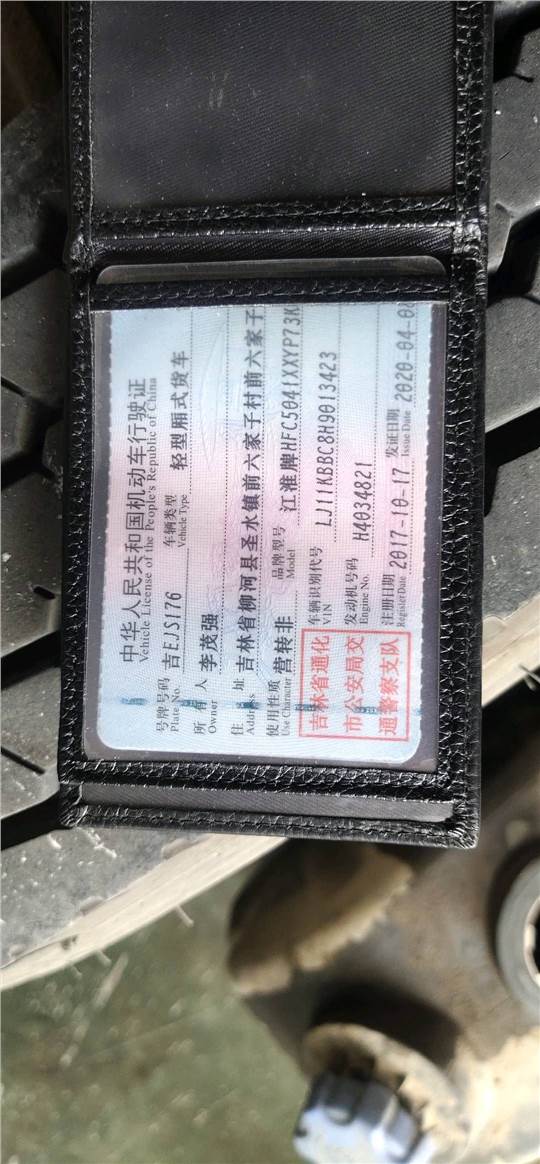 中华人民共和国机动车行驶证
Vehicle License of the People's Republic of China
号牌号码 吉EJS176 车辆类型 轻型厢式货车
Plate No. Vehicle Type
所有人 李茂强
Owner
住址 吉林省柳河县圣水镇前六家子村前六家子
Address
使用性质 营转非 品牌型号 江淮牌HFC5041XXYP73K
Use Character Model
吉林省通化
市公安局交
通警察支队
车辆识别代号 LJ11KBBC8H9013423
VIN
发动机号码 H4034821
Engine No.
注册日期 2017-10-17 发证日期 2020-04-08
Register Date Issue Date